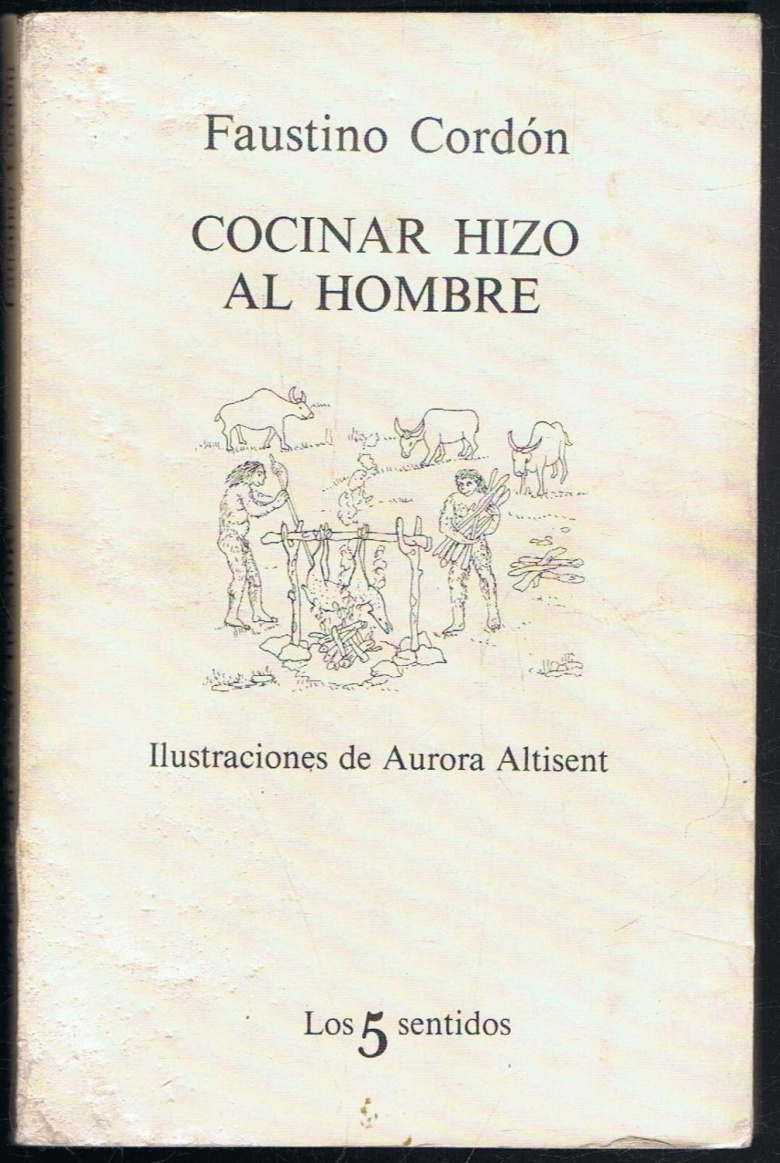 Faustino Cordón
COCINAR HIZO
AL HOMBRE
Ilustraciones de Aurora Altisent
Los 5 sentidos